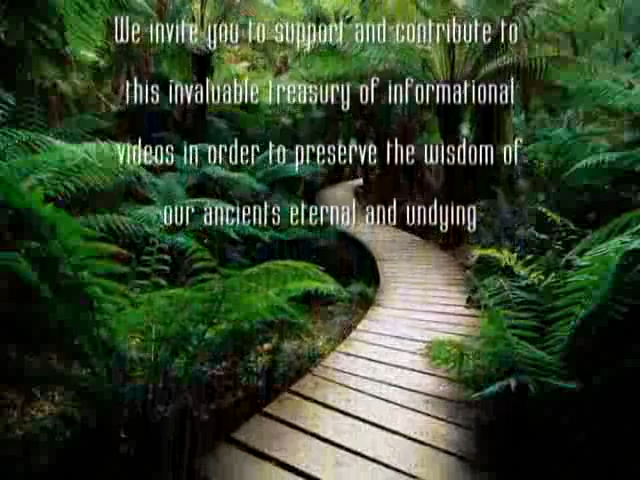 We invite you to support and contribute to
this invaluable treasury of informational
videos in order to preserve the wisdom of
our ancients eternal and undying